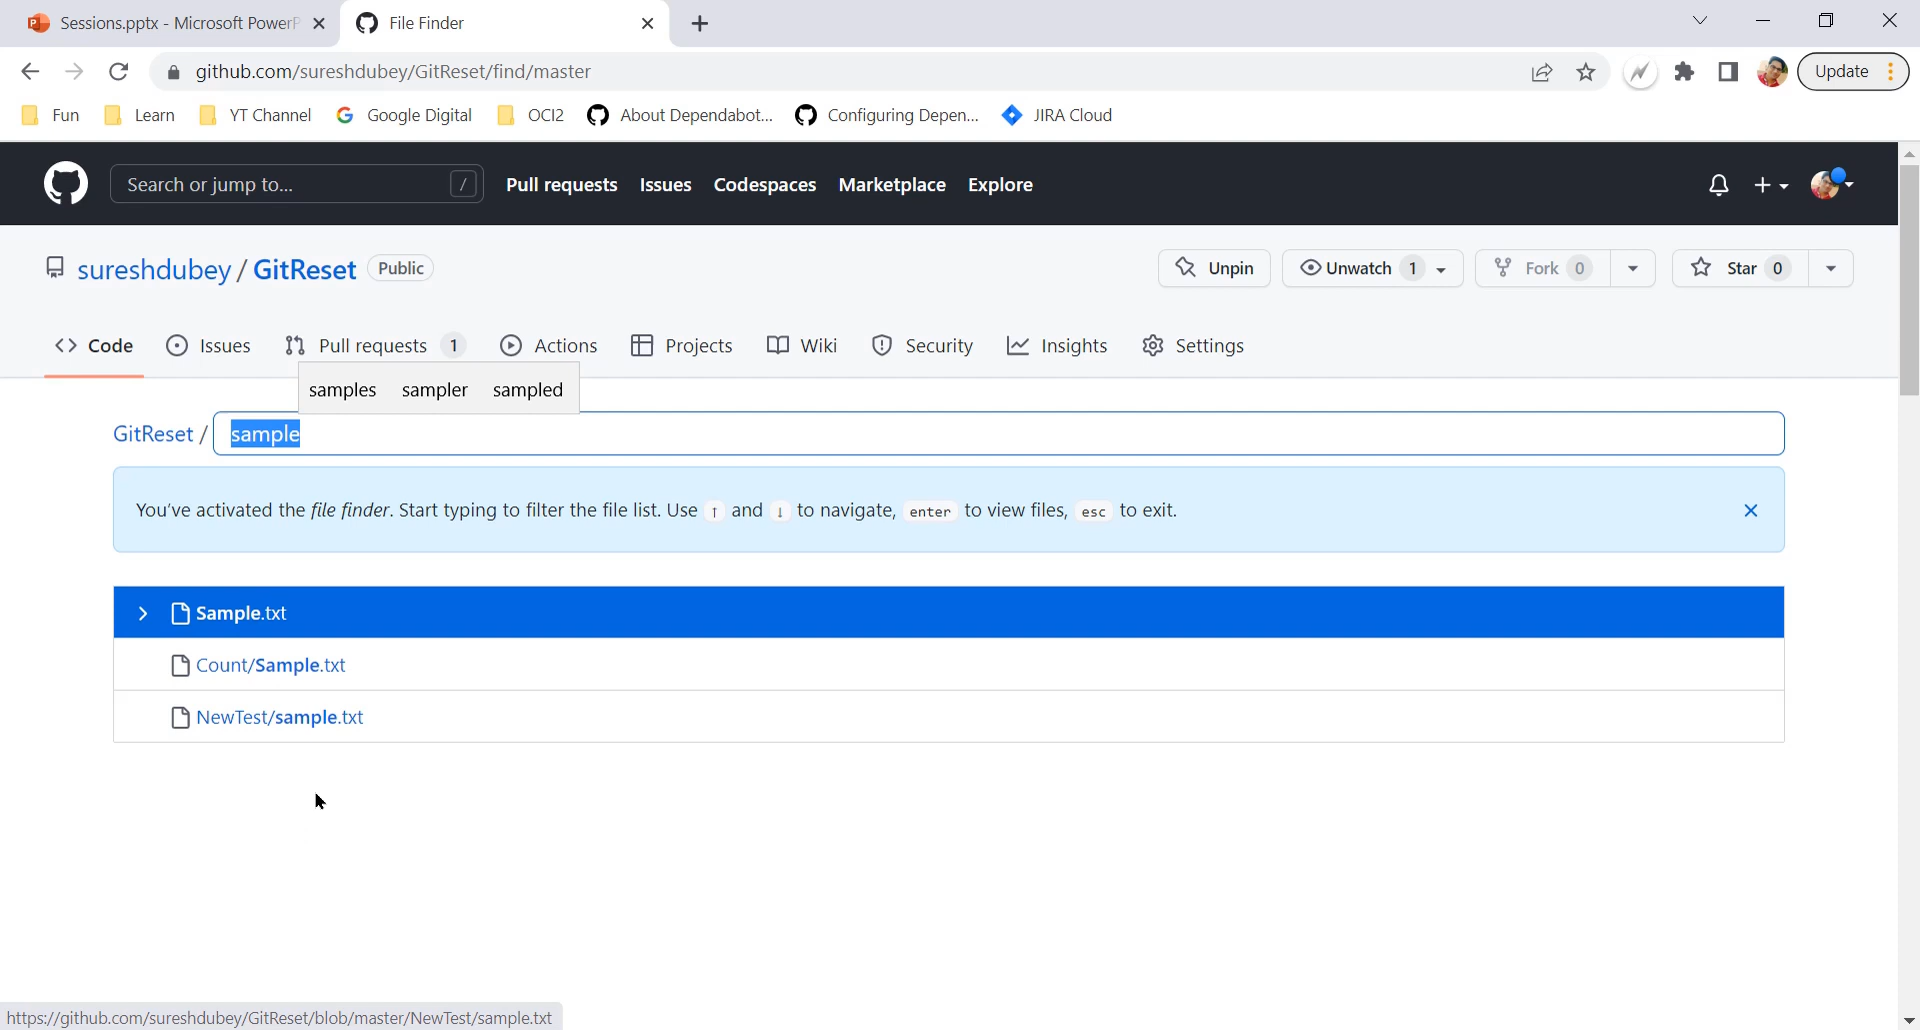 Sessions.pptx - Microsoft PowerP
File Finder
github.com/sureshdubey/GitReset/find/master
Update
Fun
Learn
YT Channel
Google Digital
OCI2
About Dependabot...
Configuring Depen...
JIRA Cloud
Search or jump to...
/
Pull requests
Issues
Codespaces
Marketplace
Explore
sureshdubey / GitReset
Public
Unpin
Unwatch 1
Fork 0
Star 0
Code
Issues
Pull requests 1
Actions
Projects
Wiki
Security
Insights
Settings
samples sampler sampled
GitReset / sample
You've activated the file finder. Start typing to filter the file list. Use ↑ and ↓ to navigate, enter to view files, esc to exit.
Sample.txt
Count/Sample.txt
NewTest/sample.txt
https://github.com/sureshdubey/GitReset/blob/master/NewTest/sample.txt